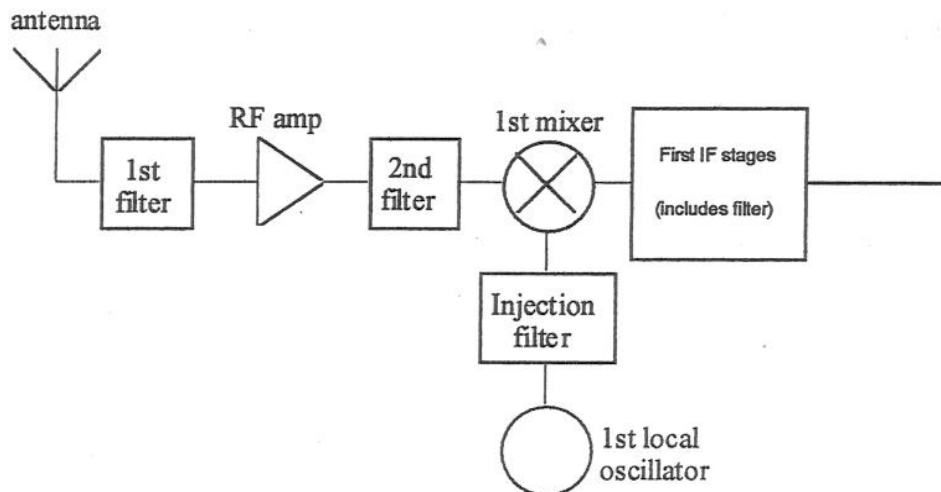 antenna
RF amp
1st mixer
1st
filter
2nd
filter
First IF stages
(includes filter)
Injection
filter
1st local
oscillator